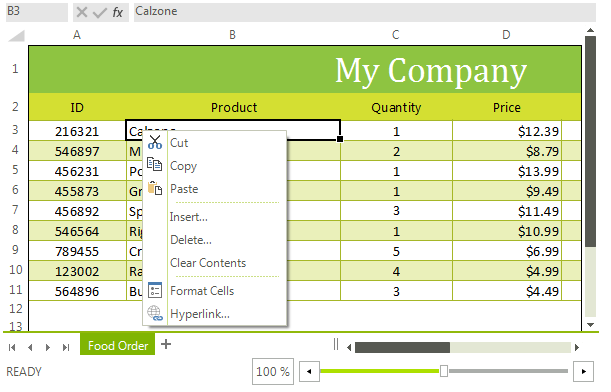 B3 fx Calzone
A B C D
1 My Company
2 ID Product Quantity Price
3 216321 Calzone 1 $12.39
4 546897 M 2 $8.79
5 456231 Po 1 $13.99
6 455873 Gr 1 $9.49
7 456892 Sp 3 $11.49
8 546564 Rig 1 $10.99
9 789455 Cr 5 $6.99
10 123002 Ra 4 $4.99
11 564896 Bu 3 $4.49
12
13
Cut
Copy
Paste
Insert...
Delete...
Clear Contents
Format Cells
Hyperlink...
Food Order +
READY 100 %